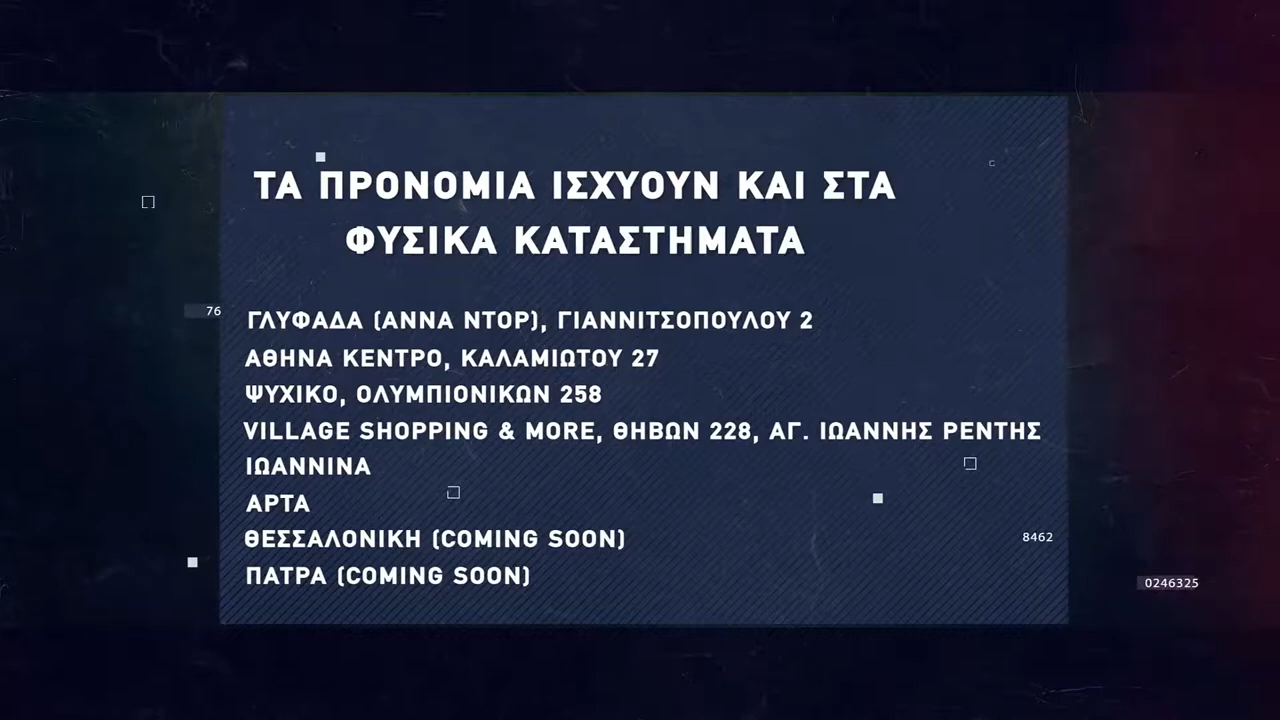 ΤΑ ΠΡΟΝΟΜΙΑ ΙΣΧΥΟΥΝ ΚΑΙ ΣΤΑ
ΦΥΣΙΚΑ ΚΑΤΑΣΤΗΜΑΤΑ
76
ΓΛΥΦΑΔΑ (ΑΝΝΑ ΝΤΟΡ), ΓΙΑΝΝΙΤΣΟΠΟΥΛΟΥ 2
ΑΘΗΝΑ ΚΕΝΤΡΟ, ΚΑΛΑΜΙΩΤΟΥ 27
ΨΥΧΙΚΟ, ΟΛΥΜΠΙΟΝΙΚΩΝ 258
VILLAGE SHOPPING & MORE, ΘΗΒΩΝ 228, ΑΓ. ΙΩΑΝΝΗΣ ΡΕΝΤΗΣ
ΙΩΑΝΝΙΝΑ
ΑΡΤΑ
ΘΕΣΣΑΛΟΝΙΚΗ (COMING SOON)
8462
ΠΑΤΡΑ (COMING SOON)
0246325